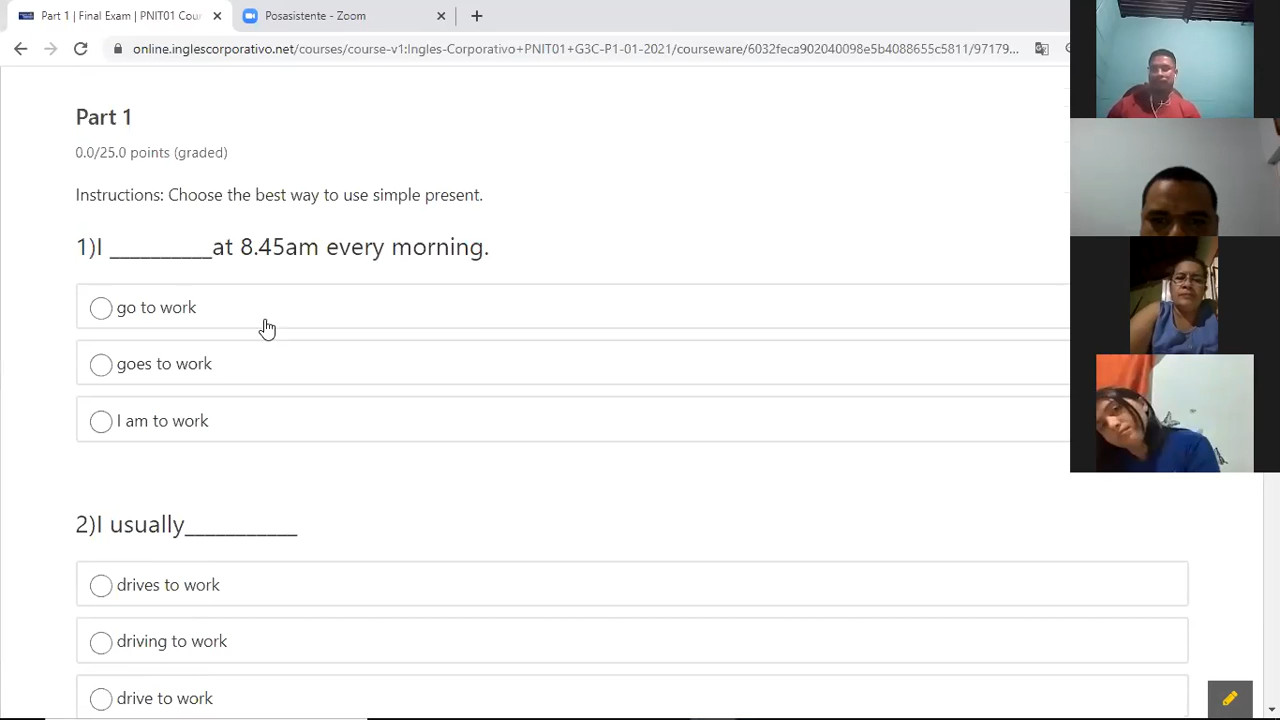 Part 1 | Final Exam | PNIT01 Cou
Posasistente - Zoom
online.inglescorporativo.net/courses/course-v1:Ingles-Corporativo+PNIT01+G3C-P1-01-2021/courseware/2032feca902040098e5b4088655c5811/97179...
Part 1
0.0/25.0 points (graded)
Instructions: Choose the best way to use simple present.
1)I __________at 8.45am every morning.
go to work
goes to work
I am to work
2)I usually___________
drives to work
driving to work
drive to work